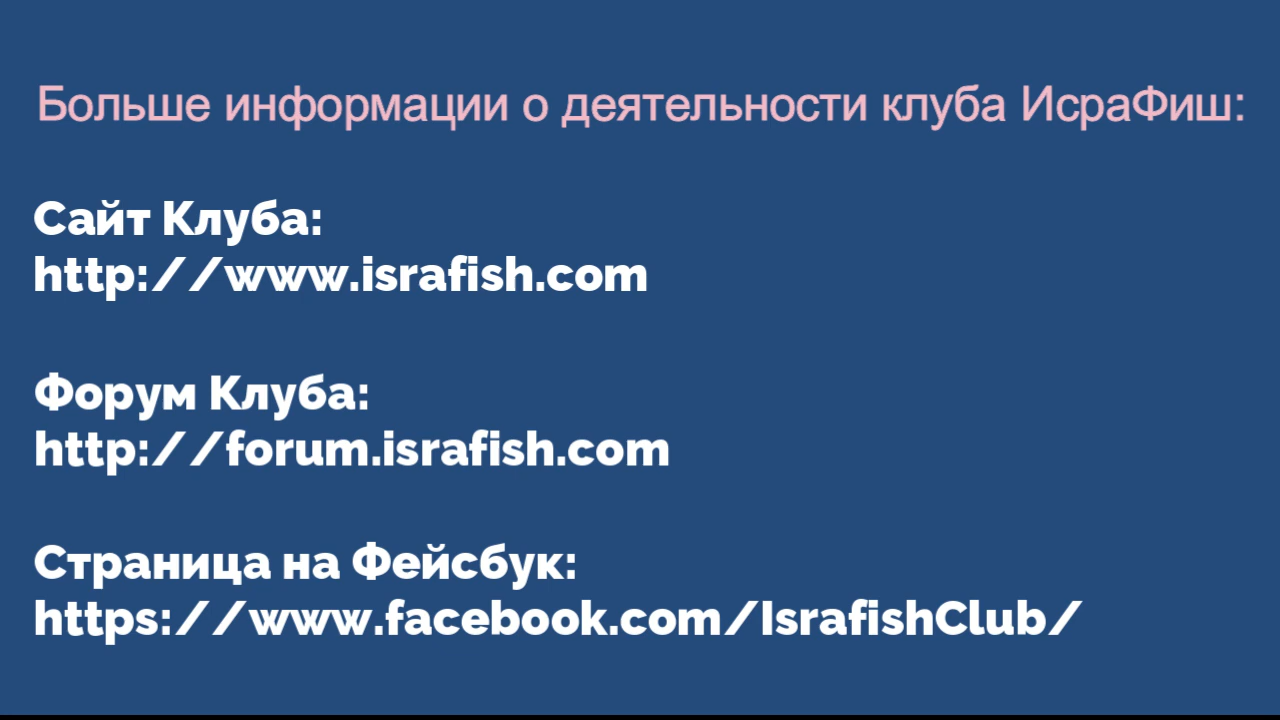 Больше информации о деятельности клуба ИсраФиш:
Сайт Клуба:
http://www.israfish.com
Форум Клуба:
http://forum.israfish.com
Страница на Фейсбук:
https://www.facebook.com/IsrafishClub/